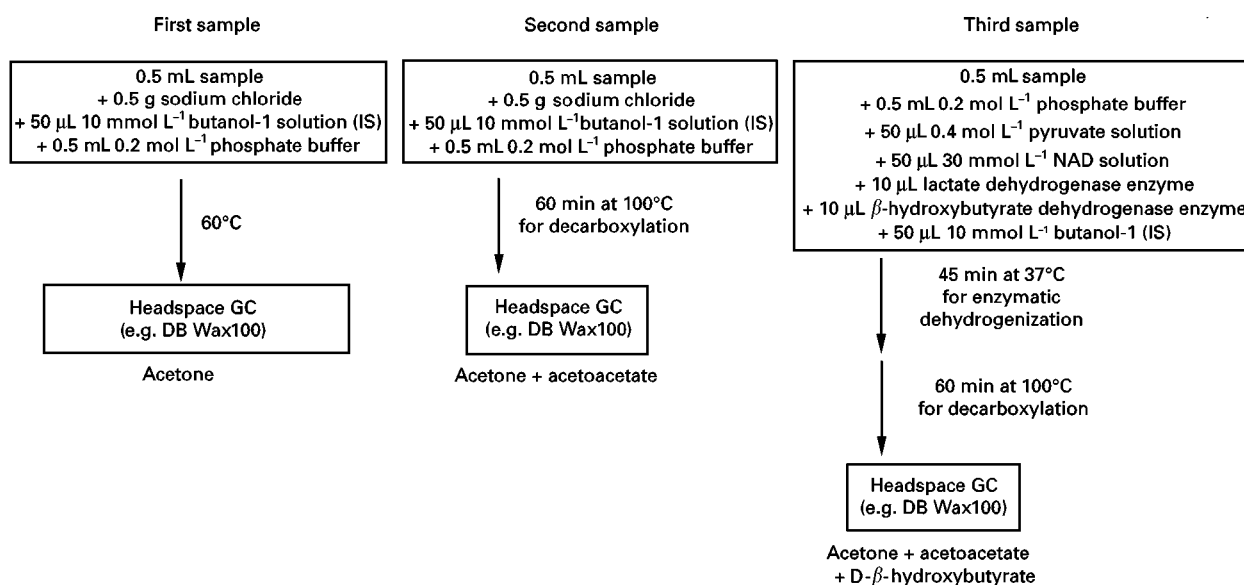 First sample
0.5 mL sample
+ 0.5 g sodium chloride
+ 50 μL 10 mmol L⁻¹ butanol-1 solution (IS)
+ 0.5 mL 0.2 mol L⁻¹ phosphate buffer
60°C
Headspace GC
(e.g. DB Wax100)
Acetone
Second sample
0.5 mL sample
+ 0.5 g sodium chloride
+ 50 μL 10 mmol L⁻¹butanol-1 solution (IS)
+ 0.5 mL 0.2 mol L⁻¹ phosphate buffer
60 min at 100°C
for decarboxylation
Headspace GC
(e.g. DB Wax100)
Acetone + acetoacetate
Third sample
0.5 mL sample
+ 0.5 mL 0.2 mol L⁻¹ phosphate buffer
+ 50 μL 0.4 mol L⁻¹ pyruvate solution
+ 50 μL 30 mmol L⁻¹ NAD solution
+ 10 μL lactate dehydrogenase enzyme
+ 10 μL β-hydroxybutyrate dehydrogenase enzyme
+ 50 μL 10 mmol L⁻¹ butanol-1 (IS)
45 min at 37°C
for enzymatic
dehydrogenization
60 min at 100°C
for decarboxylation
Headspace GC
(e.g. DB Wax100)
Acetone + acetoacetate
+ D-β-hydroxybutyrate